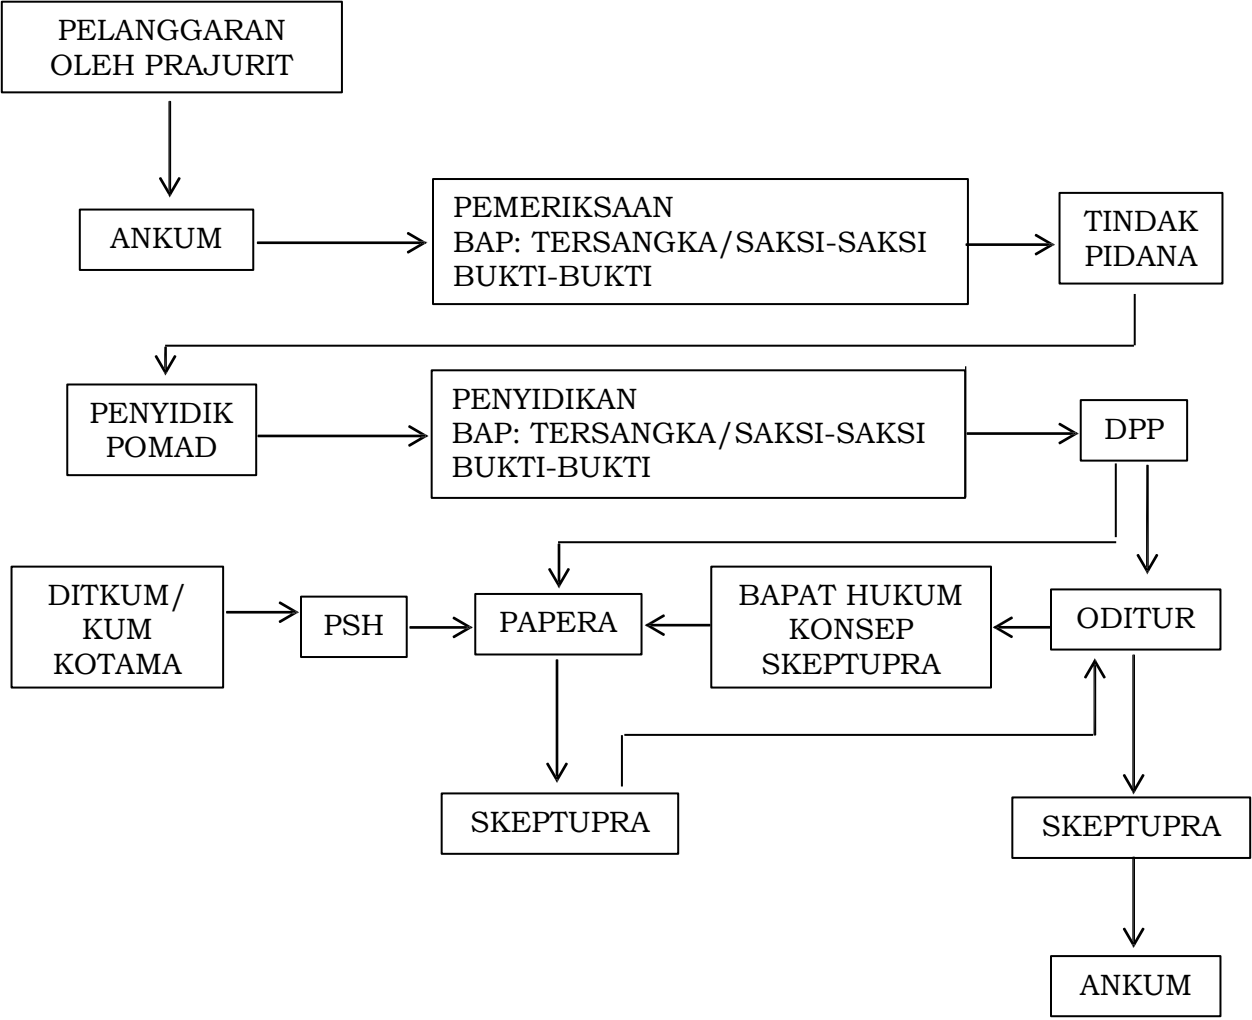 PELANGGARAN
OLEH PRAJURIT
ANKUM
PEMERIKSAAN
BAP: TERSANGKA/SAKSI-SAKSI
BUKTI-BUKTI
TINDAK
PIDANA
PENYIDIK
POMAD
PENYIDIKAN
BAP: TERSANGKA/SAKSI-SAKSI
BUKTI-BUKTI
DPP
DITKUM/
KUM
KOTAMA
PSH
PAPERA
BAPAT HUKUM
KONSEP
SKEPTUPRA
ODITUR
SKEPTUPRA
SKEPTUPRA
ANKUM